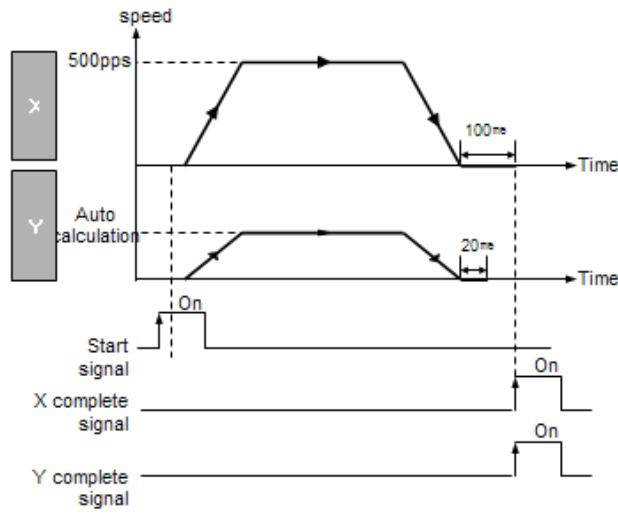 speed
500pps
X
100ms
Time
Y
Auto
calculation
20ms
Time
On
Start
signal
On
X complete
signal
On
Y complete
signal